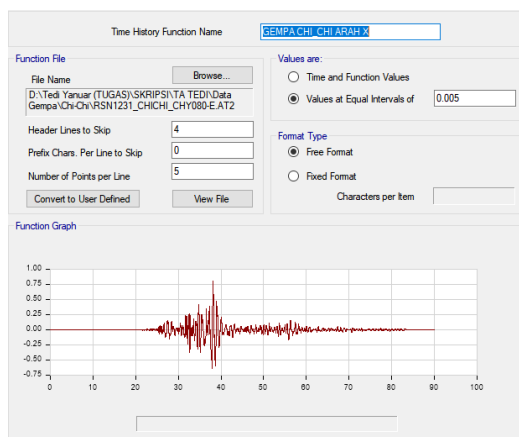 Time History Function Name
GEMPA CHI_CHI ARAH X
Function File
File Name
Browse...
D:\Tedi Yanuar (TUGAS)\SKRIPSI\TA TEDI\Data
Gempa\Chi-Chi\RSN1231_CHICHI_CHY080-E.AT2
Header Lines to Skip
4
Prefix Chars. Per Line to Skip
0
Number of Points per Line
5
Convert to User Defined
View File
Values are:
Time and Function Values
Values at Equal Intervals of
0.005
Format Type
Free Format
Fixed Format
Characters per Item
Function Graph
1.00
0.75
0.50
0.25
0.00
-0.25
-0.50
-0.75
0 10 20 30 40 50 60 70 80 90 100